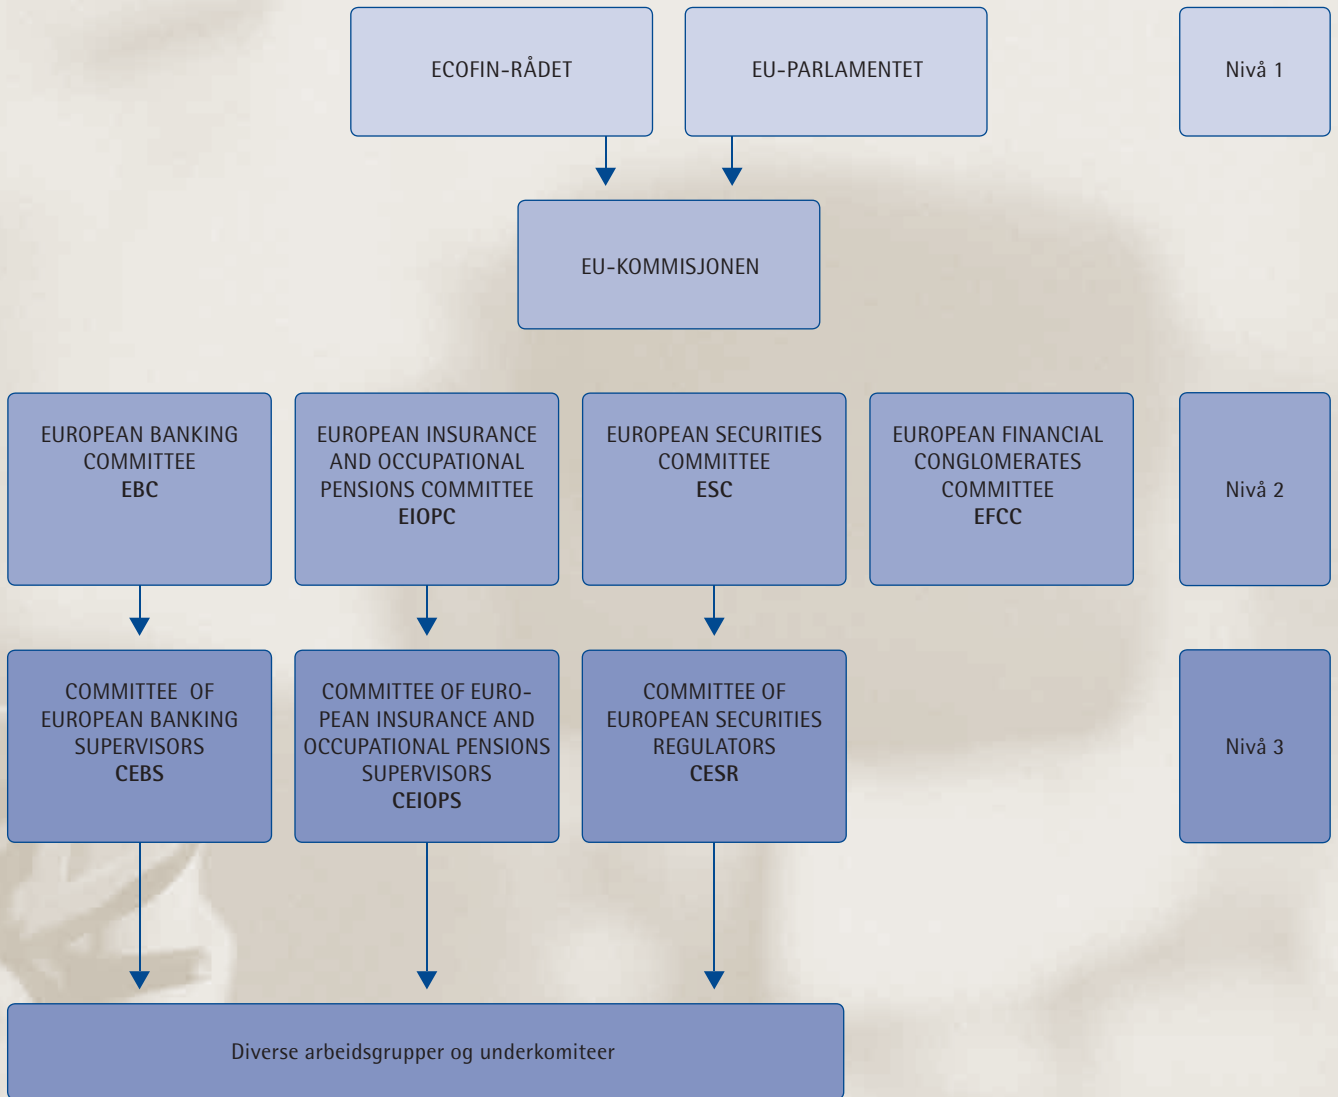 ECOFIN-RÅDET
EU-PARLAMENTET
Nivå 1
EU-KOMMISJONEN
EUROPEAN BANKING
COMMITTEE
EBC
EUROPEAN INSURANCE
AND OCCUPATIONAL
PENSIONS COMMITTEE
EIOPC
EUROPEAN SECURITIES
COMMITTEE
ESC
EUROPEAN FINANCIAL
CONGLOMERATES
COMMITTEE
EFCC
Nivå 2
COMMITTEE OF
EUROPEAN BANKING
SUPERVISORS
CEBS
COMMITTEE OF EURO-
PEAN INSURANCE AND
OCCUPATIONAL PENSIONS
SUPERVISORS
CEIOPS
COMMITTEE OF
EUROPEAN SECURITIES
REGULATORS
CESR
Nivå 3
Diverse arbeidsgrupper og underkomiteer